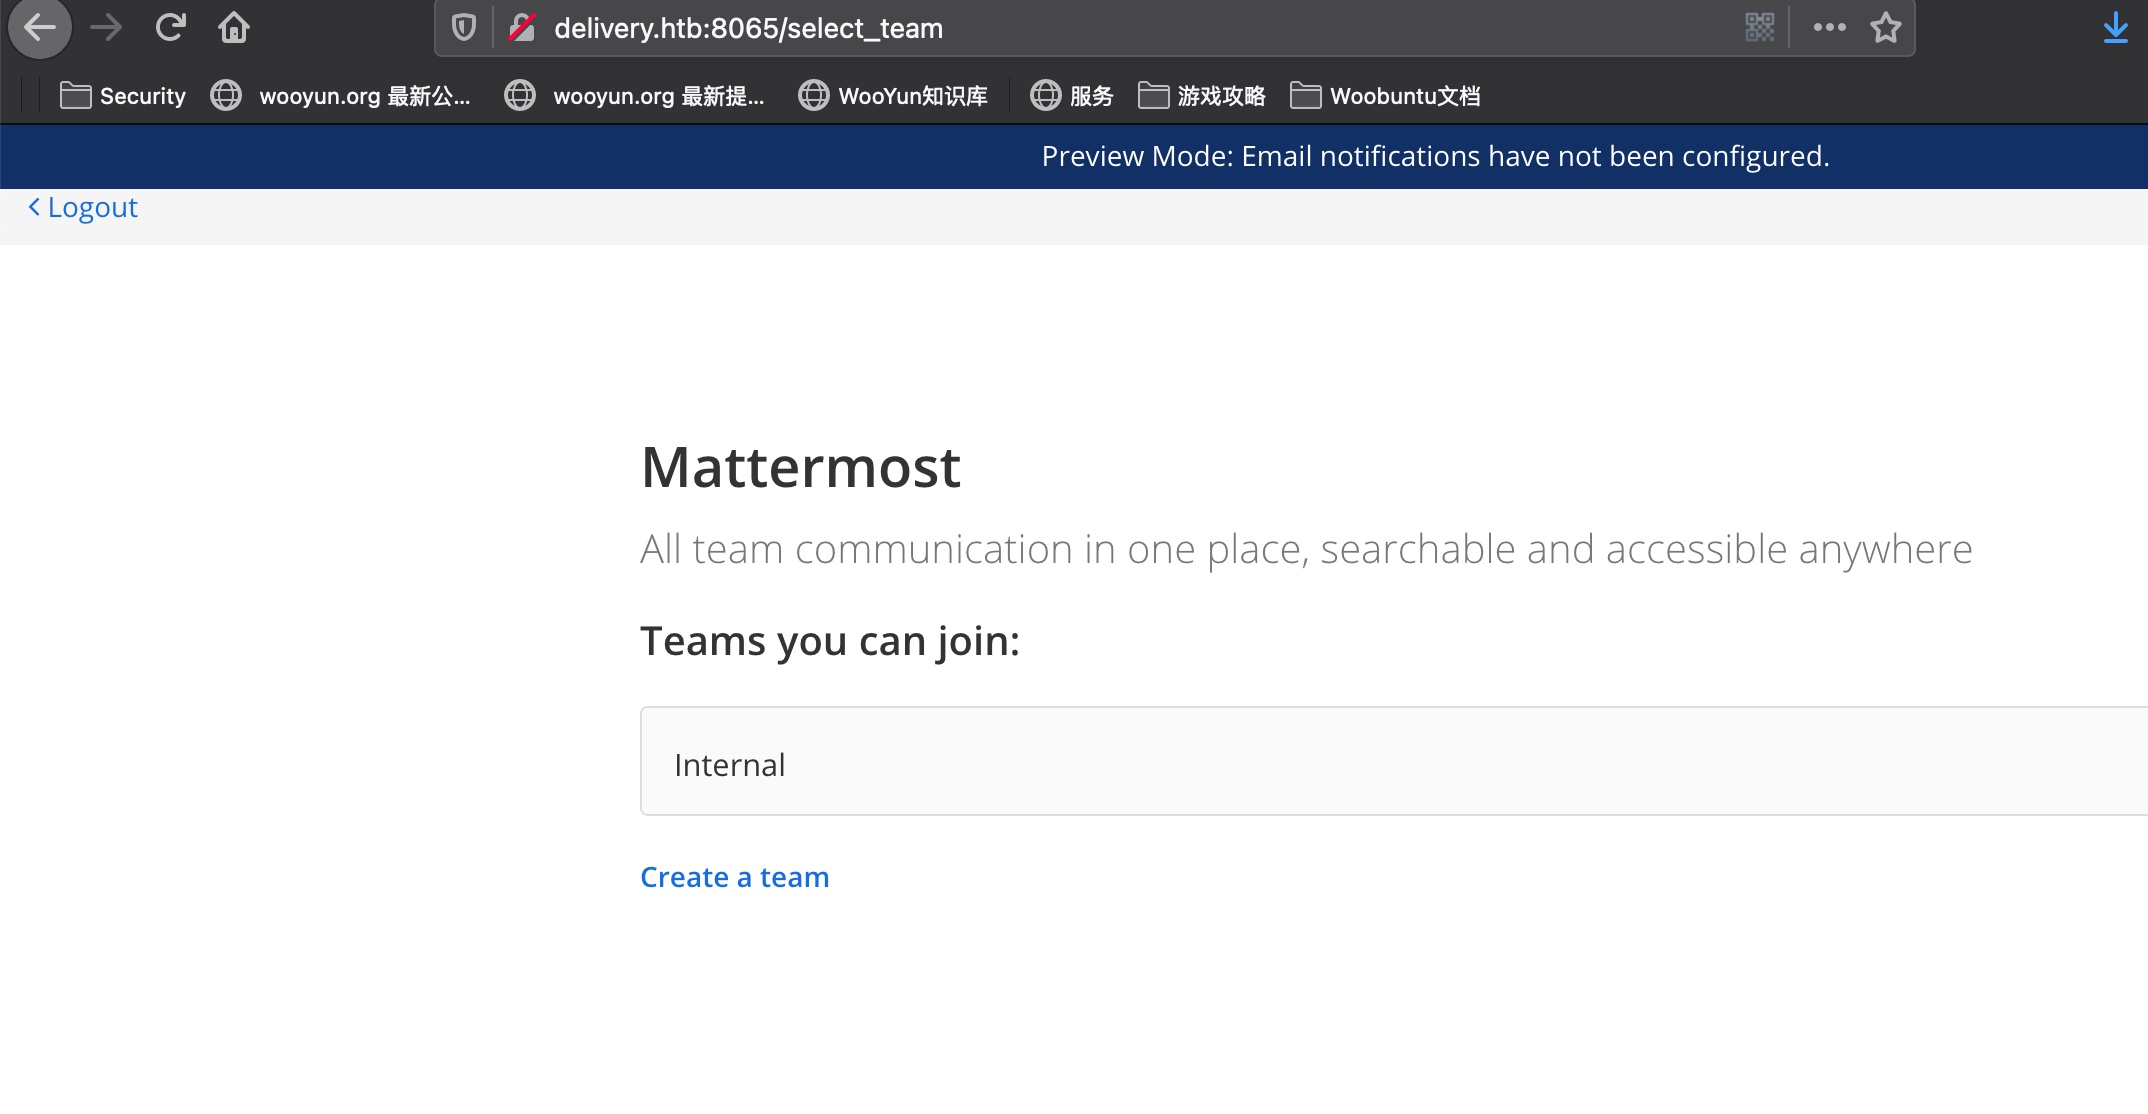 delivery.htb:8065/select_team
Security wooyun.org 最新公... wooyun.org 最新提... WooYun知识库 服务 游戏攻略 Woobuntu文档
Preview Mode: Email notifications have not been configured.
Logout
Mattermost
All team communication in one place, searchable and accessible anywhere
Teams you can join:
Internal
Create a team